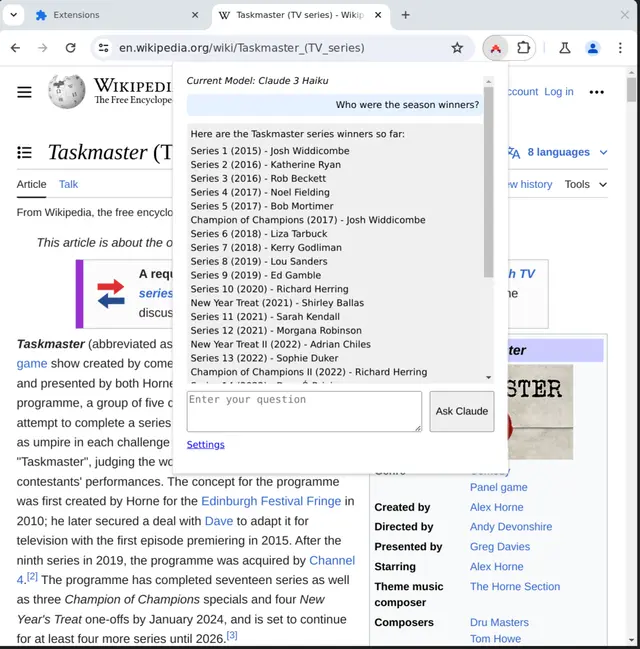 Extensions
Taskmaster (TV series) - Wikip
en.wikipedia.org/wiki/Taskmaster_(TV_series)
WIKIPEDIA
The Free Encyclope
ccount Log in
Taskmaster (T
8 languages
Article Talk
ew history Tools
From Wikipedia, the free encyclo
This article is about the o
A requ
h TV
series
ne
discus
Current Model: Claude 3 Haiku
Who were the season winners?
Here are the Taskmaster series winners so far:
Series 1 (2015) - Josh Widdicombe
Series 2 (2016) - Katherine Ryan
Series 3 (2016) - Rob Beckett
Series 4 (2017) - Noel Fielding
Series 5 (2017) - Bob Mortimer
Champion of Champions (2017) - Josh Widdicombe
Series 6 (2018) - Liza Tarbuck
Series 7 (2018) - Kerry Godliman
Series 8 (2019) - Lou Sanders
Series 9 (2019) - Ed Gamble
Series 10 (2020) - Richard Herring
New Year Treat (2021) - Shirley Ballas
Series 11 (2021) - Sarah Kendall
Series 12 (2021) - Morgana Robinson
New Year Treat II (2022) - Adrian Chiles
Series 13 (2022) - Sophie Duker
Champion of Champions II (2022) - Richard Herring
Enter your question
Ask Claude
Settings
Taskmaster (abbreviated as
game show created by come
and presented by both Horne
programme, a group of five c
attempt to complete a series
as umpire in each challenge
"Taskmaster", judging the wo
contestants' performances. The concept for the programme
was first created by Horne for the Edinburgh Festival Fringe in
2010; he later secured a deal with Dave to adapt it for
television with the first episode premiering in 2015. After the
ninth series in 2019, the programme was acquired by Channel
4.[2] The programme has completed seventeen series as well
as three Champion of Champions specials and four New
Year's Treat one-offs by January 2024, and is set to continue
for at least four more series until 2026.[3]
ter
STER
Panel game
Created by Alex Horne
Directed by Andy Devonshire
Presented by Greg Davies
Starring Alex Horne
Theme music The Horne Section
composer
Composers Dru Masters
Tom Howe